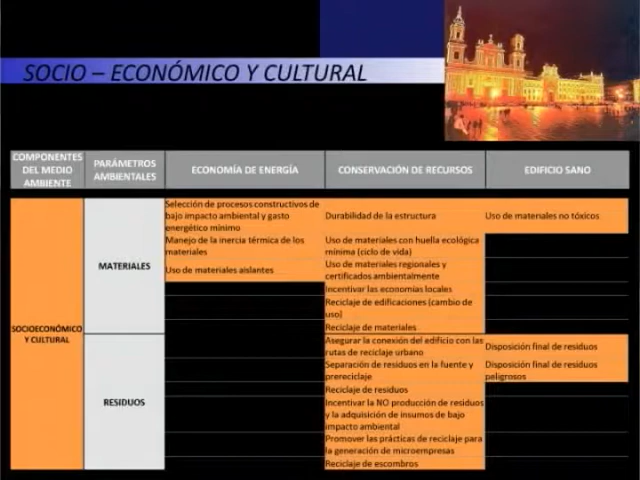 SOCIO – ECONÓMICO Y CULTURAL
COMPONENTES
DEL MEDIO
AMBIENTE
PARÁMETROS
AMBIENTALES
ECONOMÍA DE ENERGÍA
CONSERVACIÓN DE RECURSOS
EDIFICIO SANO
SOCIOECONÓMICO
Y CULTURAL
MATERIALES
Selección de procesos constructivos de
bajo impacto ambiental y gasto
energético mínimo
Durabilidad de la estructura
Uso de materiales no tóxicos
Manejo de la inercia térmica de los
materiales
Uso de materiales con huella ecológica
mínima (ciclo de vida)
Uso de materiales aislantes
Uso de materiales regionales y
certificados ambientalmente
Incentivar las economías locales
Reciclaje de edificaciones (cambio de
uso)
Reciclaje de materiales
RESIDUOS
Asegurar la conexión del edificio con las
rutas de reciclaje urbano
Disposición final de residuos
Separación de residuos en la fuente y
prereciclaje
Disposición final de residuos
peligrosos
Reciclaje de residuos
Incentivar la NO producción de residuos
y la adquisición de insumos de bajo
impacto ambiental
Promover las prácticas de reciclaje para
la generación de microempresas
Reciclaje de escombros